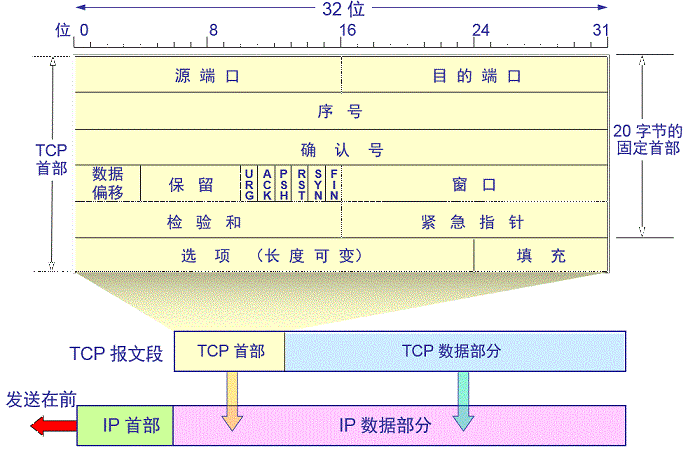 32 位
位 0 8 16 24 31
源 端 口 目 的 端 口
序 号
TCP
首部
20 字节的
固定首部
确 认 号
数据
偏移
保 留
URG
ACK
PSH
RST
SYN
FIN
窗 口
检 验 和 紧 急 指 针
选 项 （长 度 可 变） 填 充
TCP 报文段 TCP 首部 TCP 数据部分
发送在前
IP 首部 IP 数据部分